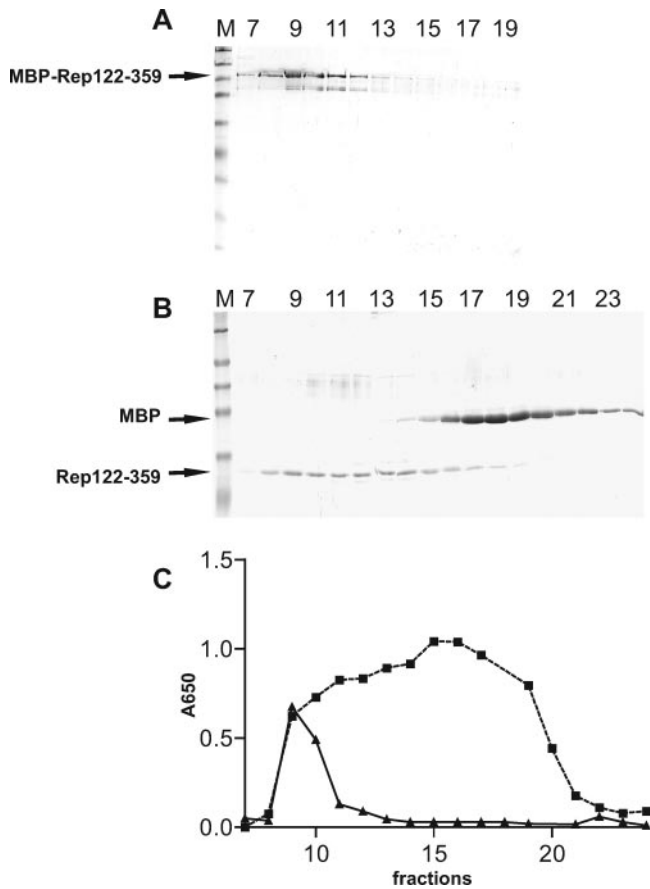 A
M 7 9 11 13 15 17 19
MBP-Rep122-359
B
M 7 9 11 13 15 17 19 21 23
MBP
Rep122-359
C
1.5
1.0
0.5
0.0
A650
10 15 20
fractions